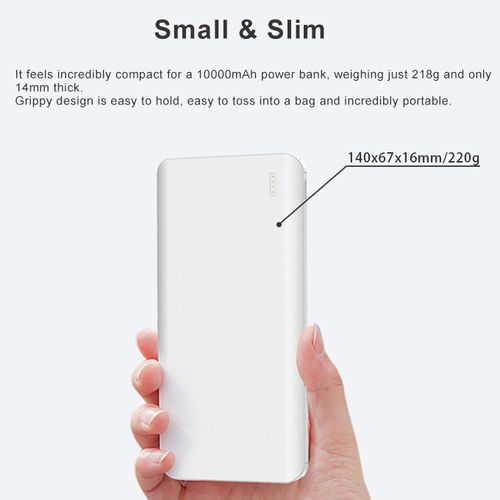 Small & Slim
It feels incredibly compact for a 10000mAh power bank, weighing just 218g and only
14mm thick.
Grippy design is easy to hold, easy to toss into a bag and incredibly portable.
140x67x16mm/220g